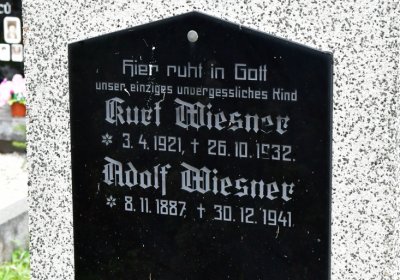 Hier ruht in Gott
unser einziges unvergessliches Kind
Kurt Wiesner
* 3. 4. 1921, † 26. 10. 1932.
Adolf Wiesner
* 8. 11. 1887, † 30. 12. 1941.